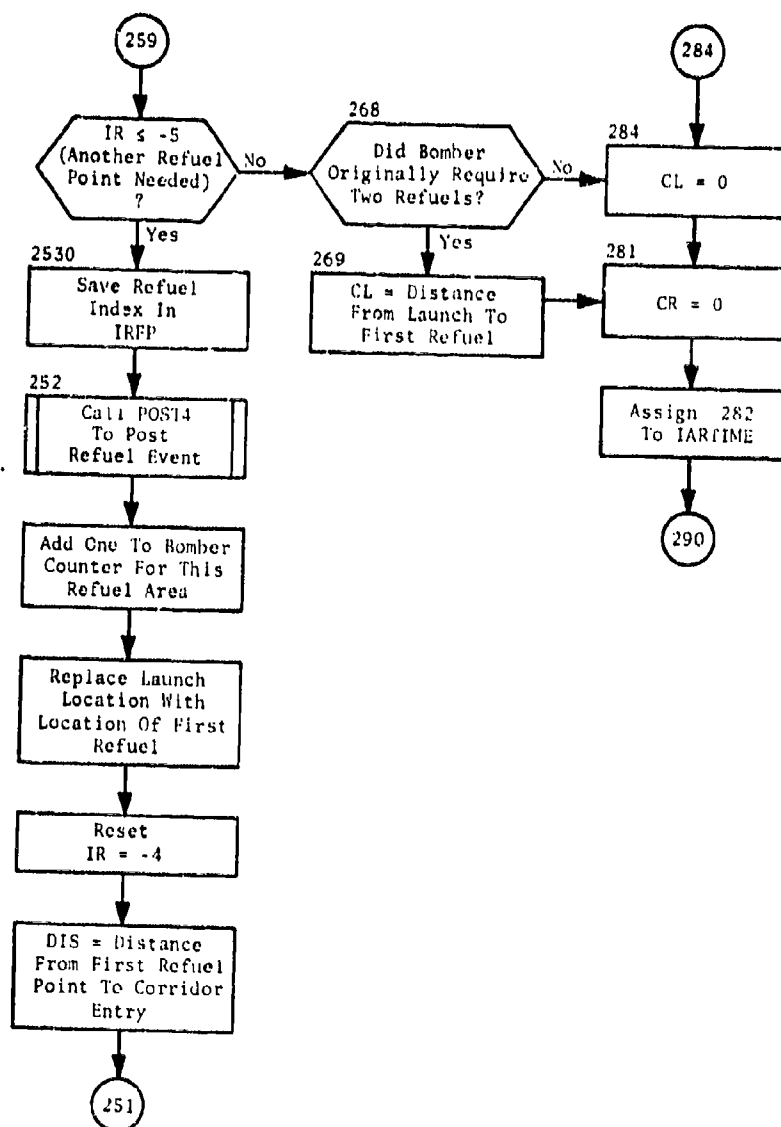 259
IR ≤ -5
(Another Refuel
Point Needed)
?
No
Yes
2530
Save Refuel
Index In
IRFP
252
Call POST4
To Post
Refuel Event
Add One To Bomber
Counter For This
Refuel Area
Replace Launch
Location With
Location Of First
Refuel
Reset
IR = -4
DIS = Distance
From First Refuel
Point To Corridor
Entry
251
268
Did Bomber
Originally Require
Two Refuels?
No
Yes
269
CL = Distance
From Launch To
First Refuel
284
284
CL = 0
281
CR = 0
Assign 282
To IARTIME
290